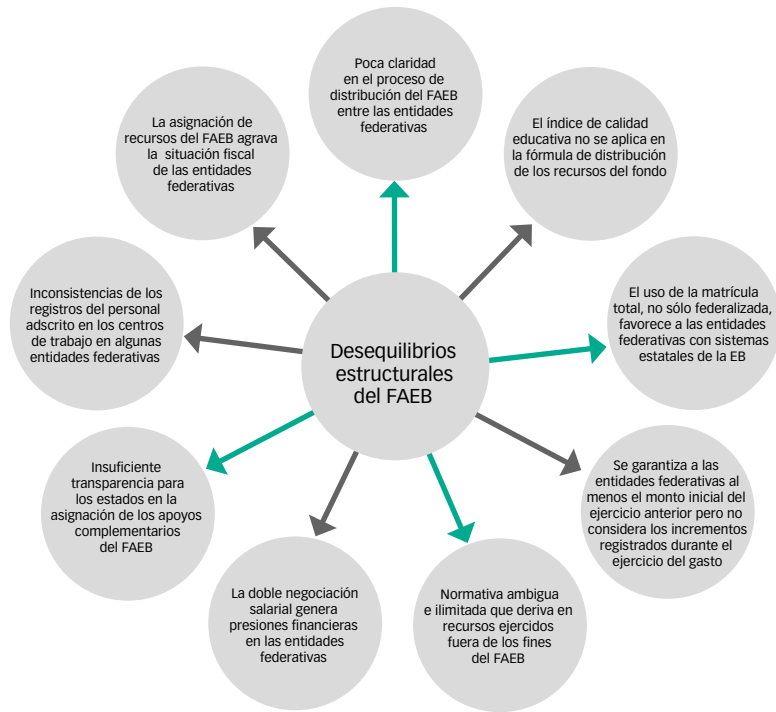 Poca claridad
en el proceso de
distribución del FAEB
entre las entidades
federativas
El índice de calidad
educativa no se aplica en
la fórmula de distribución
de los recursos del fondo
El uso de la matrícula
total, no sólo federalizada,
favorece a las entidades
federativas con sistemas
estatales de la EB
Se garantiza a las
entidades federativas al
menos el monto inicial del
ejercicio anterior pero no
considera los incrementos
registrados durante el
ejercicio del gasto
Normativa ambigua
e ilimitada que deriva en
recursos ejercidos
fuera de los fines
del FAEB
La doble negociación
salarial genera
presiones financieras
en las entidades
federativas
Insuficiente
transparencia para
los estados en la
asignación de los apoyos
complementarios
del FAEB
Inconsistencias de los
registros del personal
adscrito en los centros
de trabajo en algunas
entidades federativas
La asignación de
recursos del FAEB agrava
la situación fiscal
de las entidades
federativas
Desequilibrios
estructurales
del FAEB